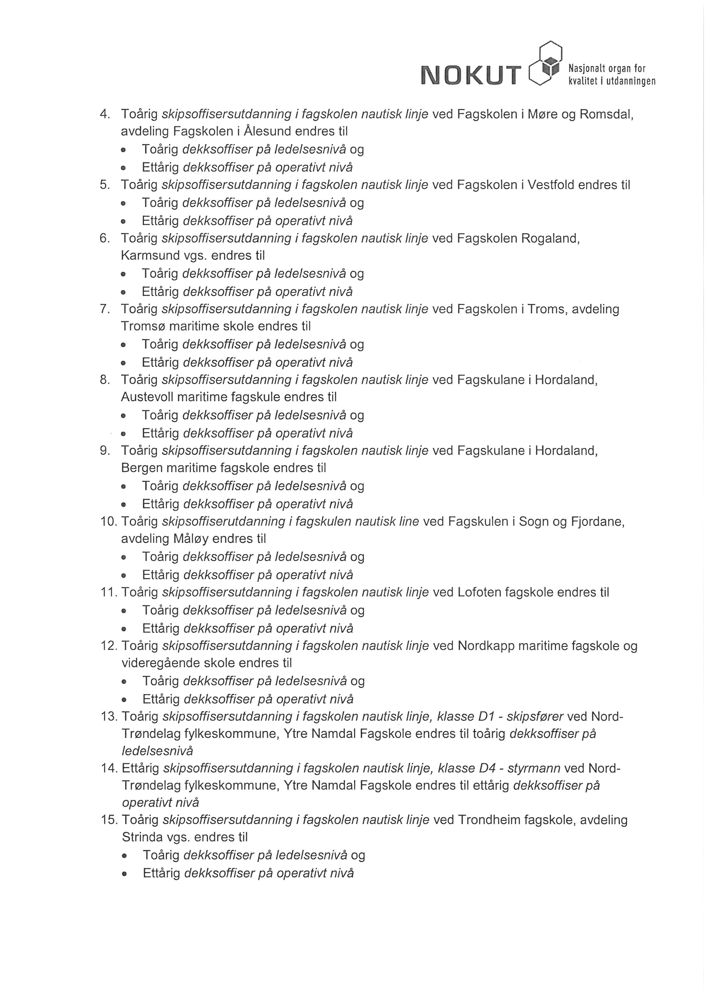 NOKUT
Nasjonalt organ for
kvalitet i utdanningen
4. Toårig skipsoffisersutdanning i fagskolen nautisk linje ved Fagskolen i Møre og Romsdal,
avdeling Fagskolen i Ålesund endres til
• Toårig dekksoffiser på ledelsesnivå og
• Ettårig dekksoffiser på operativt nivå
5. Toårig skipsoffisersutdanning i fagskolen nautisk linje ved Fagskolen i Vestfold endres til
• Toårig dekksoffiser på ledelsesnivå og
• Ettårig dekksoffiser på operativt nivå
6. Toårig skipsoffisersutdanning i fagskolen nautisk linje ved Fagskolen Rogaland,
Karmsund vgs. endres til
• Toårig dekksoffiser på ledelsesnivå og
• Ettårig dekksoffiser på operativt nivå
7. Toårig skipsoffisersutdanning i fagskolen nautisk linje ved Fagskolen i Troms, avdeling
Tromsø maritime skole endres til
• Toårig dekksoffiser på ledelsesnivå og
• Ettårig dekksoffiser på operativt nivå
8. Toårig skipsoffisersutdanning i fagskolen nautisk linje ved Fagskulane i Hordaland,
Austevoll maritime fagskule endres til
• Toårig dekksoffiser på ledelsesnivå og
• Ettårig dekksoffiser på operativt nivå
9. Toårig skipsoffisersutdanning i fagskolen nautisk linje ved Fagskulane i Hordaland,
Bergen maritime fagskole endres til
• Toårig dekksoffiser på ledelsesnivå og
• Ettårig dekksoffiser på operativt nivå
10. Toårig skipsoffiserutdanning i fagskulen nautisk line ved Fagskulen i Sogn og Fjordane,
avdeling Måløy endres til
• Toårig dekksoffiser på ledelsesnivå og
• Ettårig dekksoffiser på operativt nivå
11. Toårig skipsoffisersutdanning i fagskolen nautisk linje ved Lofoten fagskole endres til
• Toårig dekksoffiser på ledelsesnivå og
• Ettårig dekksoffiser på operativt nivå
12. Toårig skipsoffisersutdanning i fagskolen nautisk linje ved Nordkapp maritime fagskole og
videregående skole endres til
• Toårig dekksoffiser på ledelsesnivå og
• Ettårig dekksoffiser på operativt nivå
13. Toårig skipsoffisersutdanning i fagskolen nautisk linje, klasse D1 - skipsfører ved Nord-
Trøndelag fylkeskommune, Ytre Namdal Fagskole endres til toårig dekksoffiser på
ledelsesnivå
14. Ettårig skipsoffisersutdanning i fagskolen nautisk linje, klasse D4 - styrmann ved Nord-
Trøndelag fylkeskommune, Ytre Namdal Fagskole endres til ettårig dekksoffiser på
operativt nivå
15. Toårig skipsoffisersutdanning i fagskolen nautisk linje ved Trondheim fagskole, avdeling
Strinda vgs. endres til
• Toårig dekksoffiser på ledelsesnivå og
• Ettårig dekksoffiser på operativt nivå